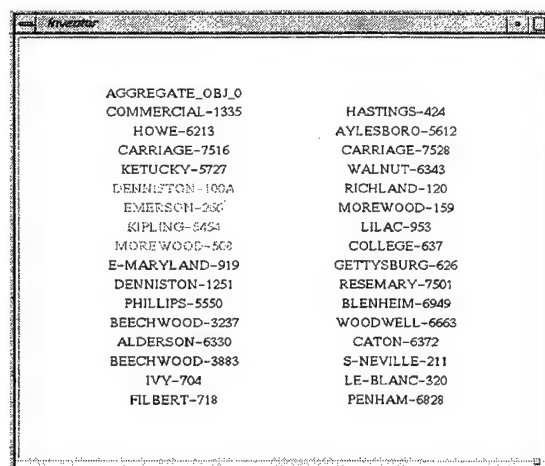 Inventor
AGGREGATE_OBJ_0
COMMERCIAL-1335
HOWE-6213
CARRIAGE-7516
KETUCKY-5727
DENNISTON-100A
EMERSON-
KIPLING-5454
MOREWOOD-508
E-MARYLAND-919
DENNISTON-1251
PHILLIPS-5550
BEECHWOOD-3237
ALDERSON-6330
BEECHWOOD-3883
IVY-704
FILBERT-718
HASTINGS-424
AYLESBORO-5612
CARRIAGE-7528
WALNUT-6343
RICHLAND-120
MOREWOOD-159
LILAC-953
COLLEGE-637
GETTYSBURG-626
RESEMARY-7501
BLENHEIM-6949
WOODWELL-6663
CATON-6372
S-NEVILLE-211
LE-BLANC-320
PENHAM-6828